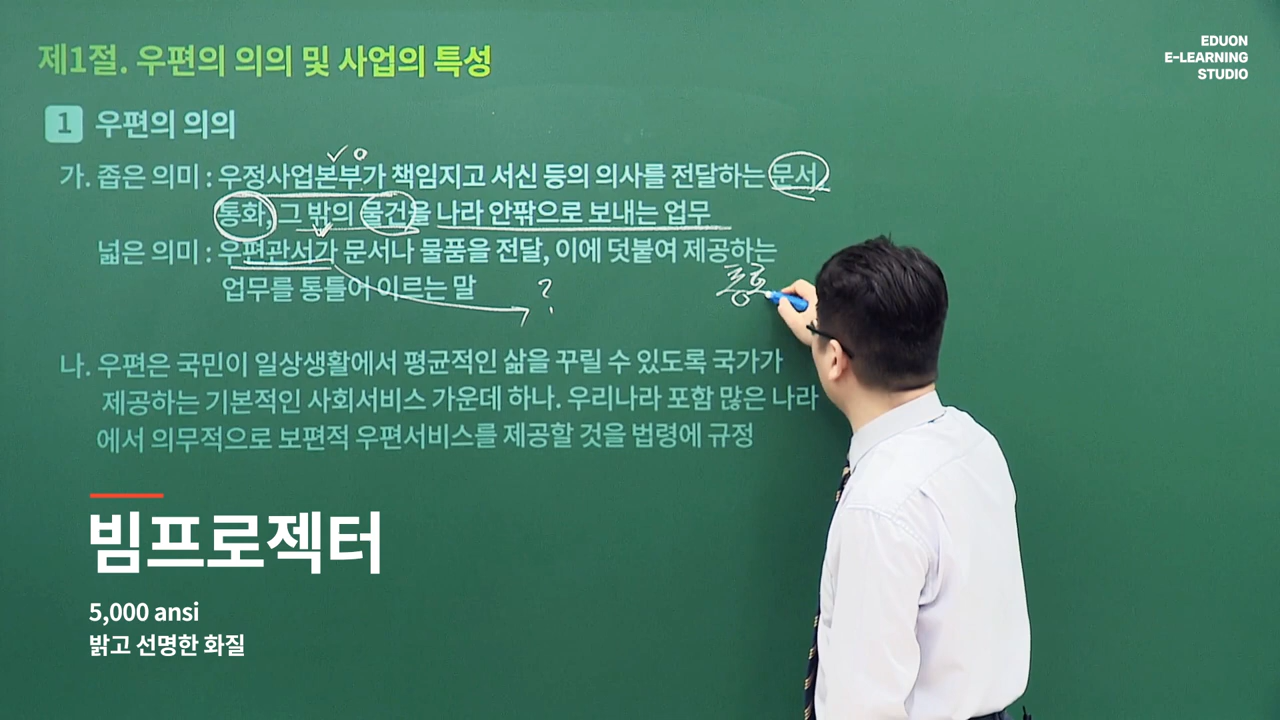 제1절. 우편의 의의 및 사업의 특성
EDUON
E-LEARNING
STUDIO
1 우편의 의의
가. 좁은 의미 : 우정사업본부가 책임지고 서신 등의 의사를 전달하는 문서,
통화, 그 밖의 물건을 나라 안팎으로 보내는 업무
넓은 의미 : 우편관서가 문서나 물품을 전달, 이에 덧붙여 제공하는
업무를 통틀어 이르는 말
?
통호
나. 우편은 국민이 일상생활에서 평균적인 삶을 꾸릴 수 있도록 국가가
제공하는 기본적인 사회서비스 가운데 하나. 우리나라 포함 많은 나라
에서 의무적으로 보편적 우편서비스를 제공할 것을 법령에 규정
빔프로젝터
5,000 ansi
밝고 선명한 화질